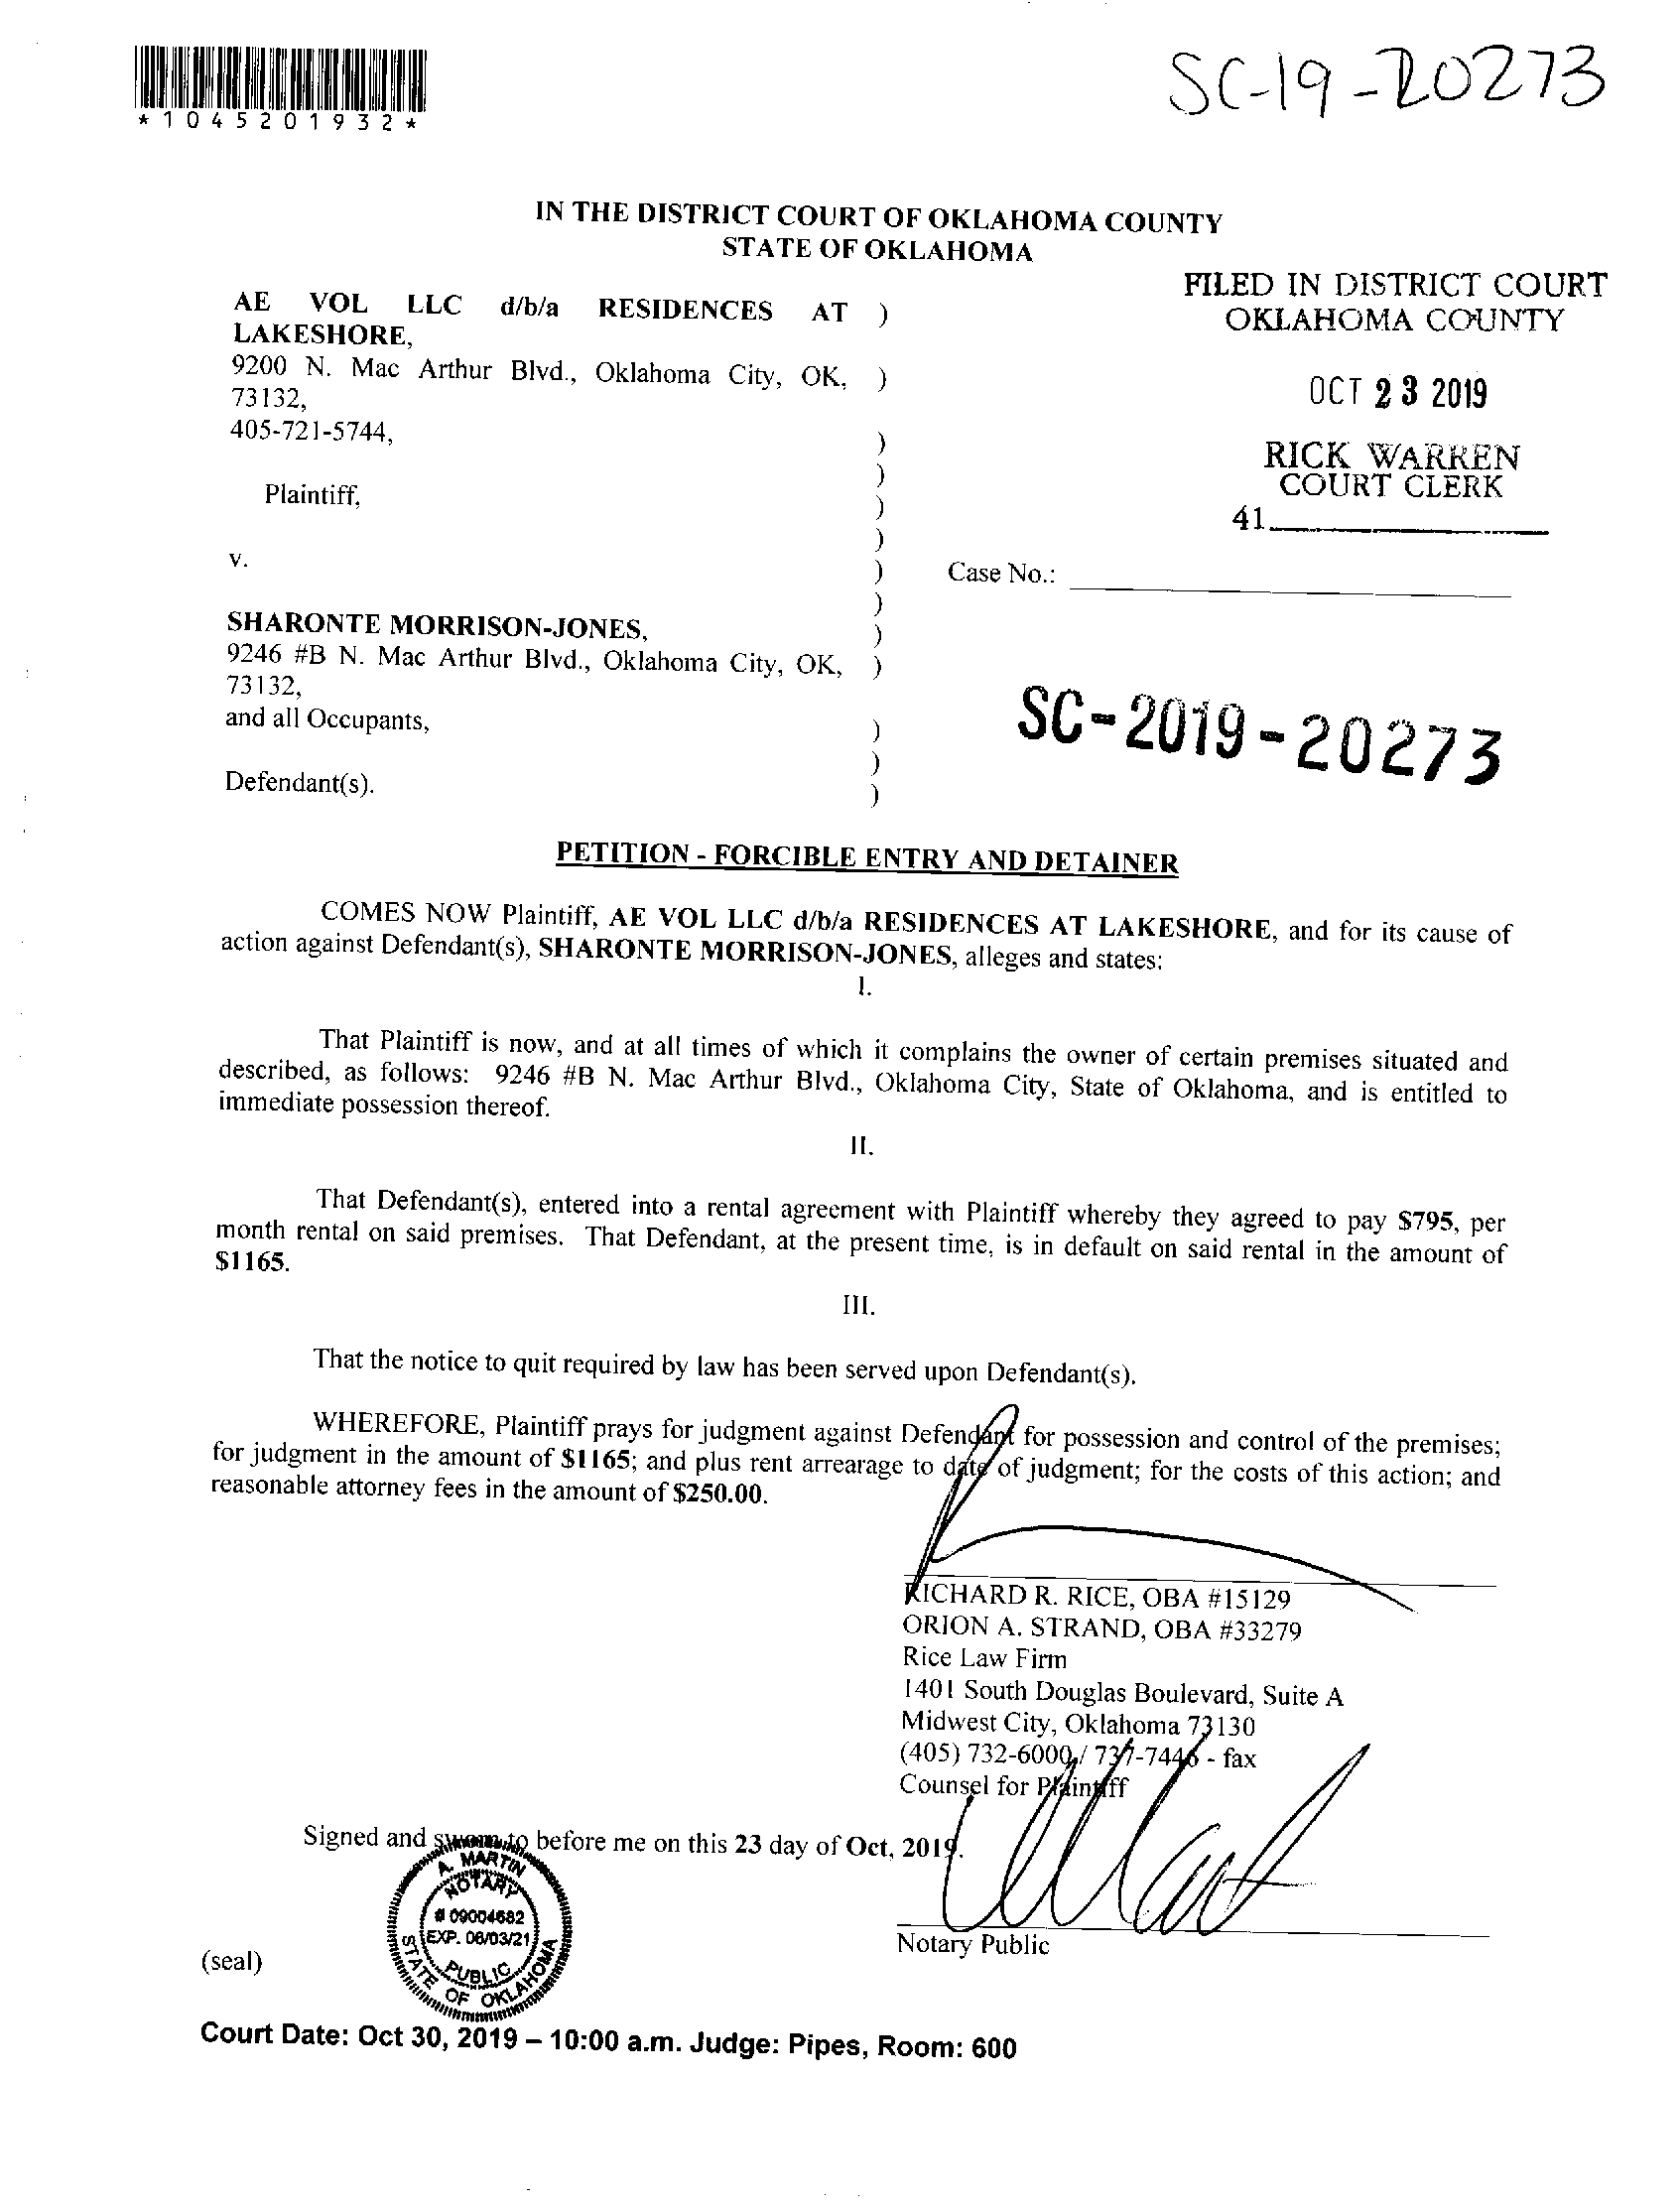 *1045201932*
SC-19-20273
IN THE DISTRICT COURT OF OKLAHOMA COUNTY
STATE OF OKLAHOMA
FILED IN DISTRICT COURT
OKLAHOMA COUNTY
OCT 23 2019
RICK WARREN
COURT CLERK
41
AE VOL LLC d/b/a RESIDENCES AT )
LAKESHORE,
9200 N. Mac Arthur Blvd., Oklahoma City, OK, )
73132,
405-721-5744, )
)
Plaintiff, )
)
v. )
Case No.:
)
SHARONTE MORRISON-JONES, )
9246 #B N. Mac Arthur Blvd., Oklahoma City, OK, )
73132,
and all Occupants, )
)
Defendant(s). )
SC-2019-20273
PETITION - FORCIBLE ENTRY AND DETAINER
COMES NOW Plaintiff, AE VOL LLC d/b/a RESIDENCES AT LAKESHORE, and for its cause of
action against Defendant(s), SHARONTE MORRISON-JONES, alleges and states:
I.
That Plaintiff is now, and at all times of which it complains the owner of certain premises situated and
described, as follows: 9246 #B N. Mac Arthur Blvd., Oklahoma City, State of Oklahoma, and is entitled to
immediate possession thereof.
II.
That Defendant(s), entered into a rental agreement with Plaintiff whereby they agreed to pay $795, per
month rental on said premises. That Defendant, at the present time, is in default on said rental in the amount of
$1165.
III.
That the notice to quit required by law has been served upon Defendant(s).
WHEREFORE, Plaintiff prays for judgment against Defendant for possession and control of the premises;
for judgment in the amount of $1165; and plus rent arrearage to date of judgment; for the costs of this action; and
reasonable attorney fees in the amount of $250.00.
RICHARD R. RICE, OBA #15129
ORION A. STRAND, OBA #33279
Rice Law Firm
1401 South Douglas Boulevard, Suite A
Midwest City, Oklahoma 73130
(405) 732-6000 / 737-7446 - fax
Counsel for Plaintiff
Signed and sworn to before me on this 23 day of Oct, 2019.
A. MARTIN
NOTARY
# 09004682
EXP. 06/03/21
PUBLIC
STATE OF OKLAHOMA
Notary Public
(seal)
Court Date: Oct 30, 2019 – 10:00 a.m. Judge: Pipes, Room: 600